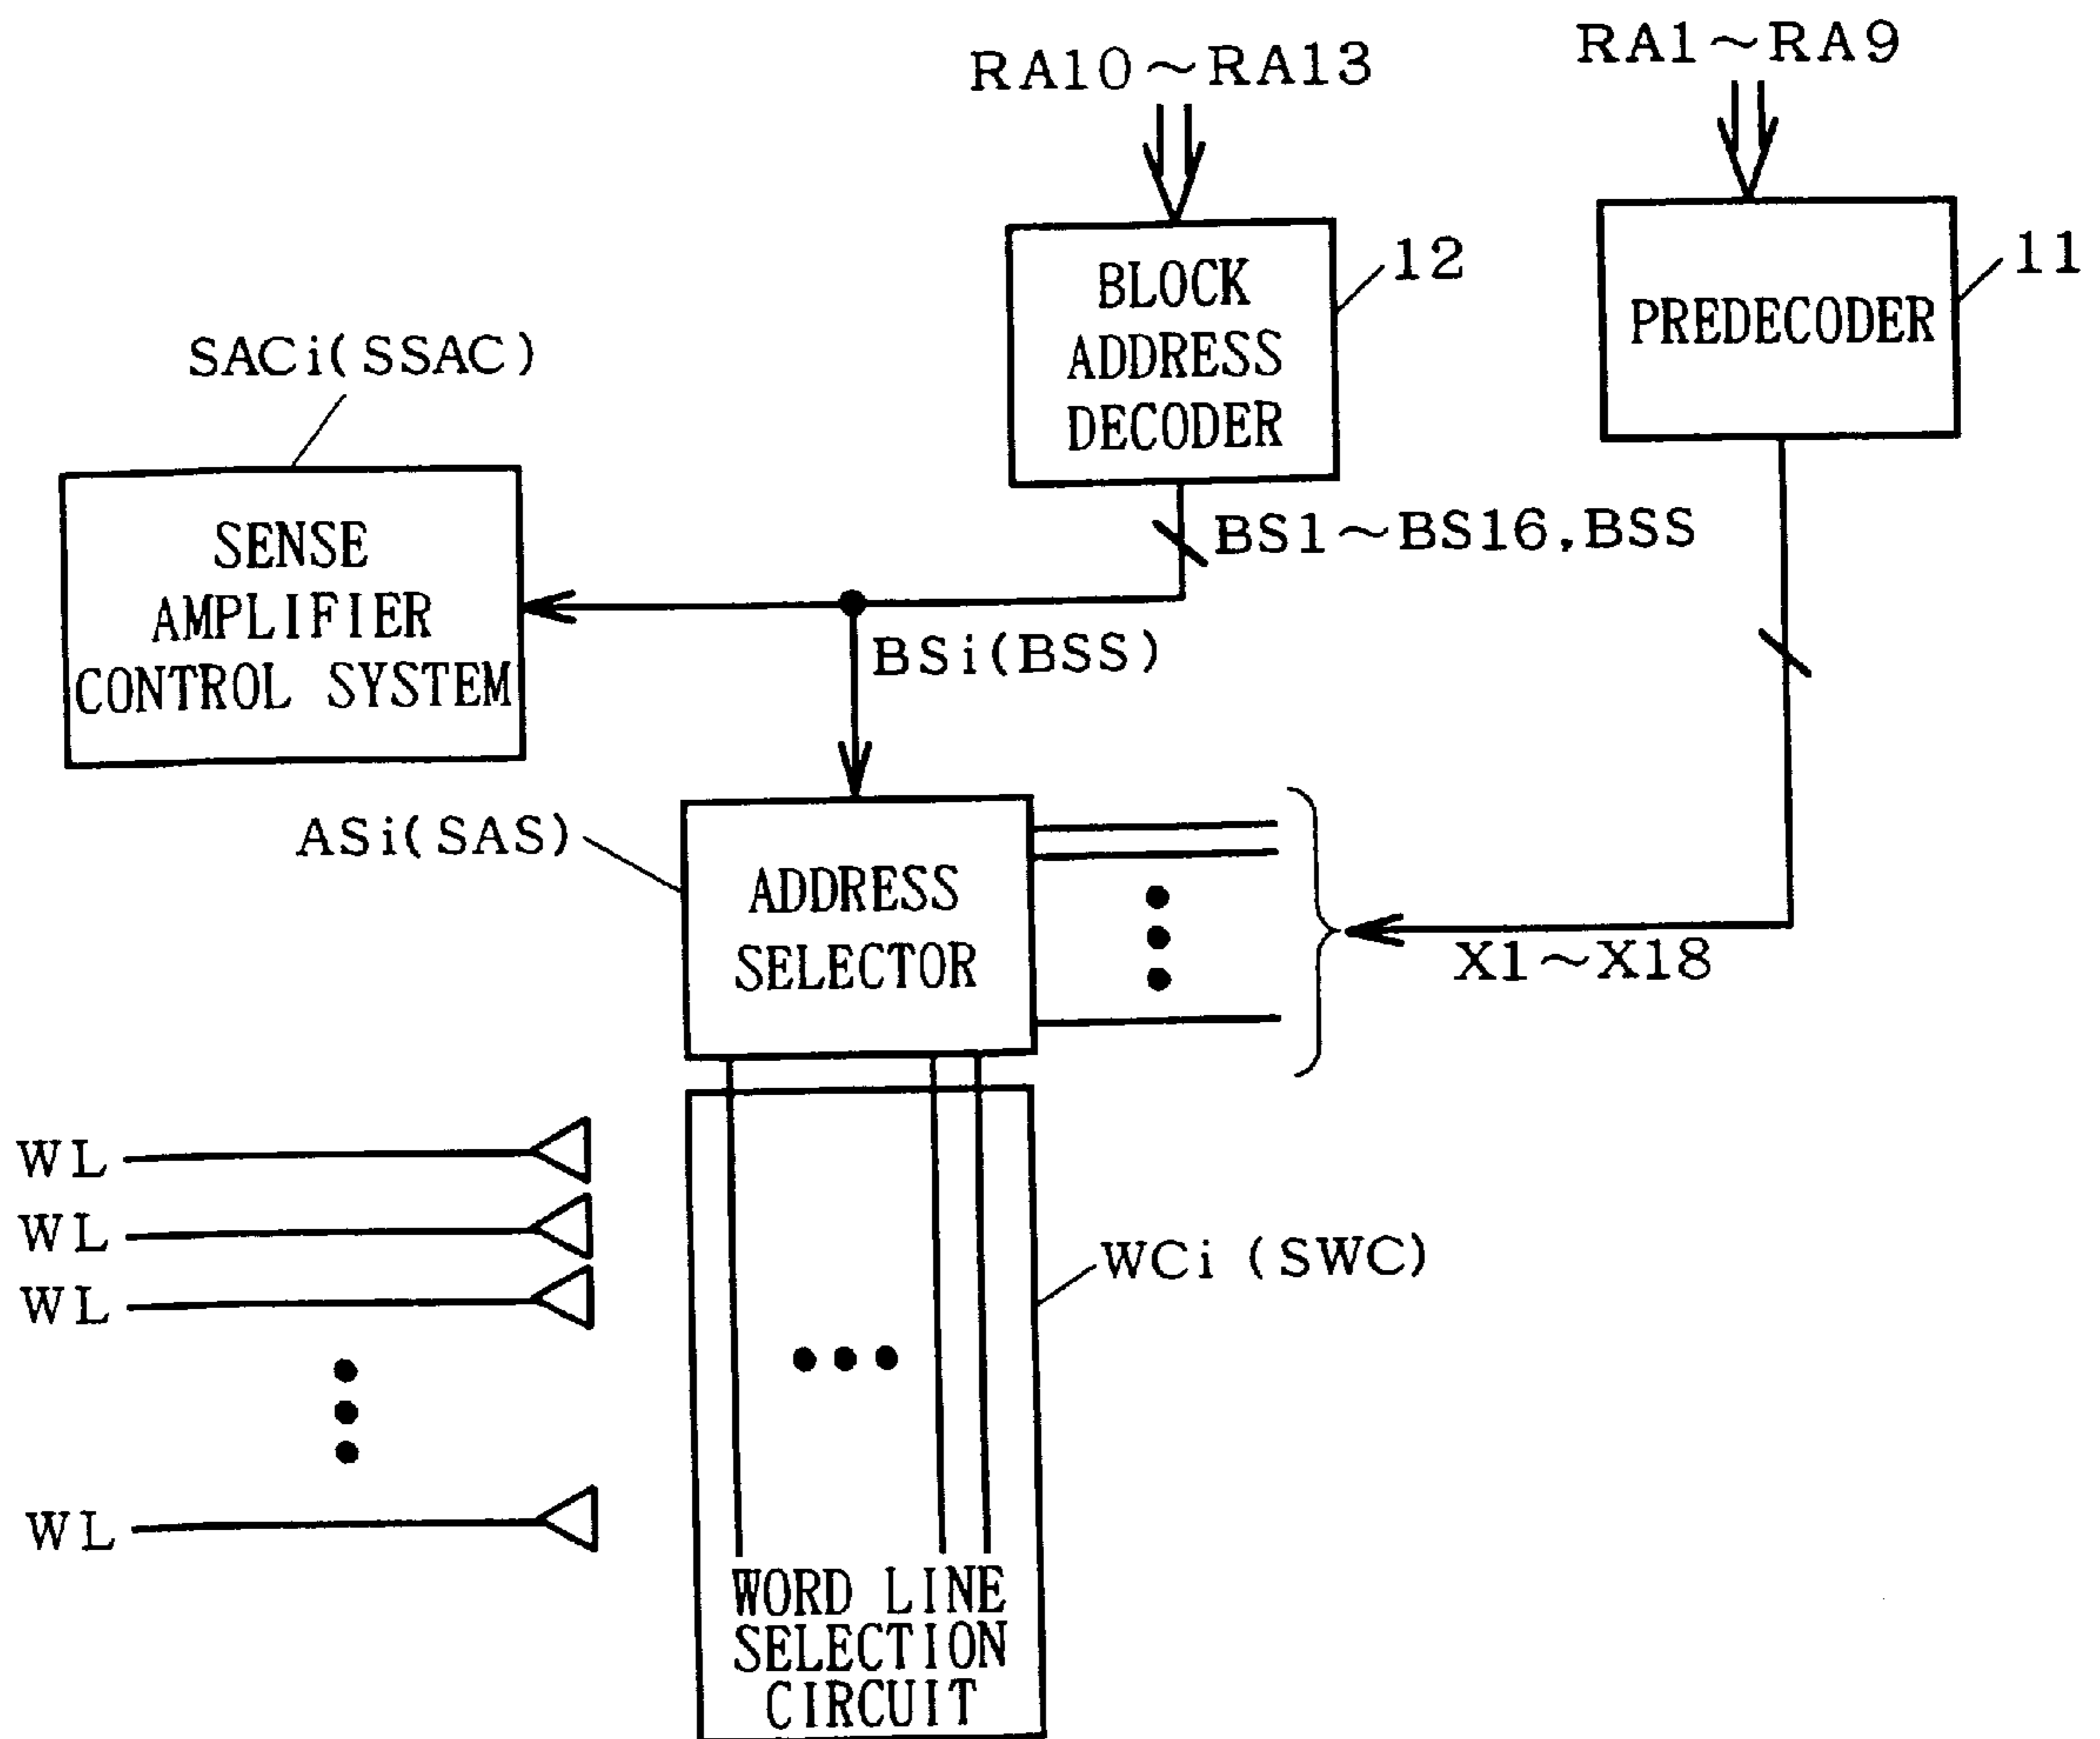 RA10~RA13
RA1~RA9
BLOCK
ADDRESS
DECODER
12
PREDECODER
11
SACi(SSAC)
SENSE
AMPLIFIER
CONTROL SYSTEM
BS1~BS16,BSS
BSi(BSS)
ASi(SAS)
ADDRESS
SELECTOR
X1~X18
WL
WL
WL
WL
WCi(SWC)
WORD LINE
SELECTION
CIRCUIT